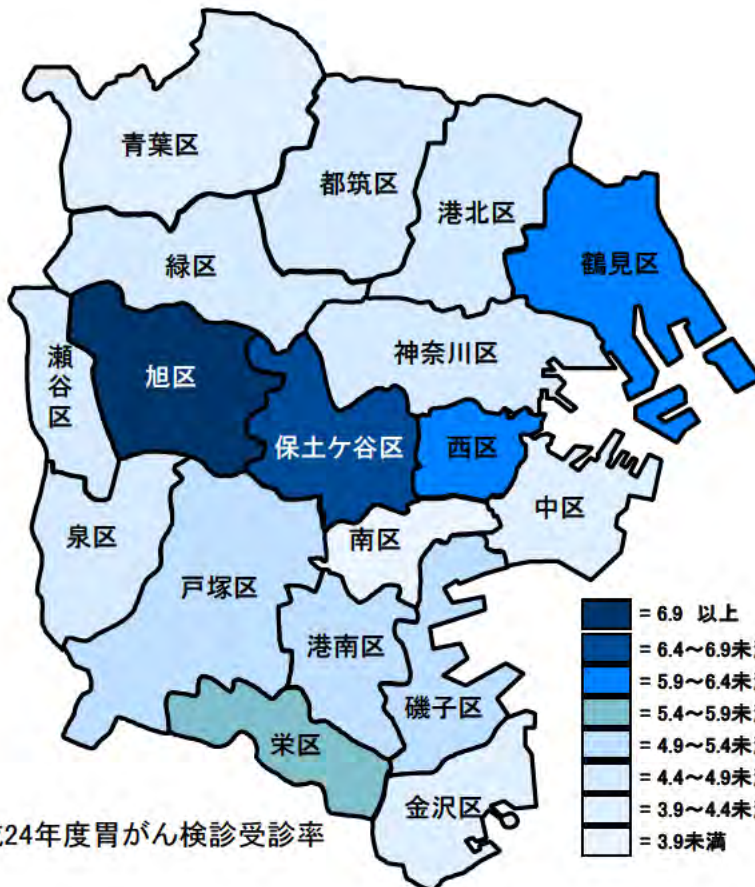 青葉区
都筑区
港北区
鶴見区
緑区
瀬谷区
旭区
神奈川区
保土ケ谷区
西区
中区
泉区
南区
戸塚区
港南区
磯子区
栄区
金沢区
= 6.9 以上
= 6.4～6.9未
= 5.9～6.4未
= 5.4～5.9未
= 4.9～5.4未
= 4.4～4.9未
= 3.9～4.4未
= 3.9未満
24年度胃がん検診受診率